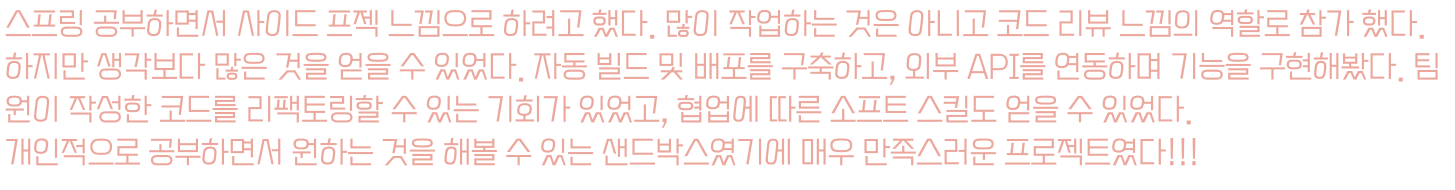 스프링 공부하면서 사이드 프젝 느낌으로 하려고 했다. 많이 작업하는 것은 아니고 코드 리뷰 느낌의 역할로 참가 했다.
하지만 생각보다 많은 것을 얻을 수 있었다. 자동 빌드 및 배포를 구축하고, 외부 API를 연동하며 기능을 구현해봤다. 팀
원이 작성한 코드를 리팩토링할 수 있는 기회가 있었고, 협업에 따른 소프트 스킬도 얻을 수 있었다.
개인적으로 공부하면서 원하는 것을 해볼 수 있는 샌드박스였기에 매우 만족스러운 프로젝트였다!!!